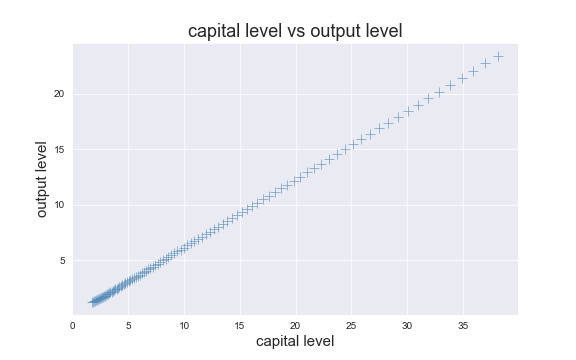 capital level vs output level
output level
20
15
10
5
0 5 10 15 20 25 30 35
capital level